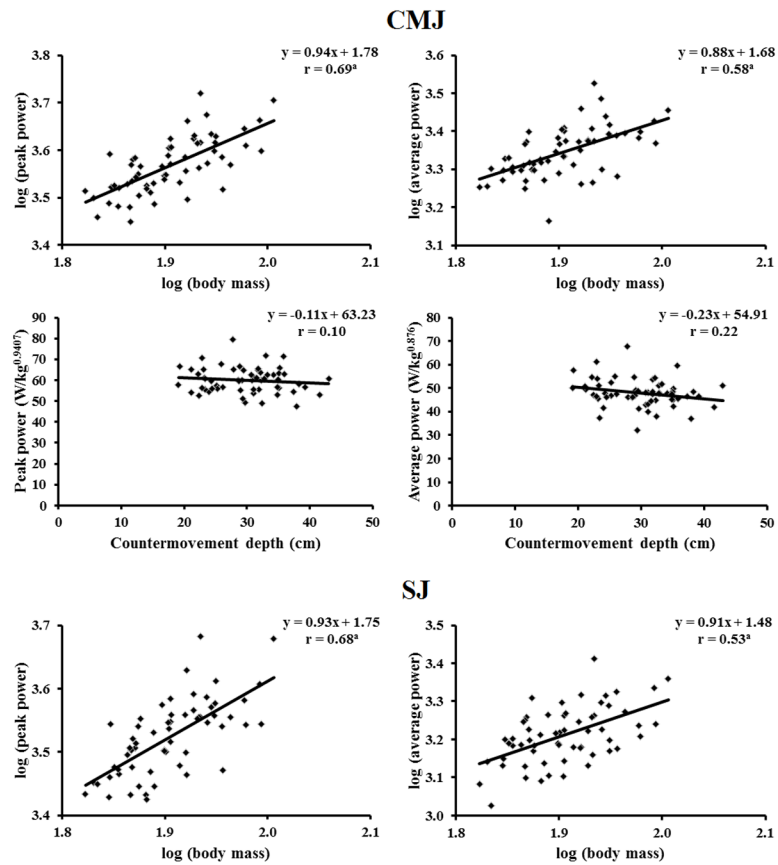 CMJ
y = 0.94x + 1.78
r = 0.69ᵃ
log (peak power)
3.8
3.7
3.6
3.5
3.4
1.8 1.9 2.0 2.1
log (body mass)
y = 0.88x + 1.68
r = 0.58ᵃ
log (average power)
3.6
3.5
3.4
3.3
3.2
3.1
1.8 1.9 2.0 2.1
log (body mass)
y = -0.11x + 63.23
r = 0.10
Peak power (W/kg⁰·⁹⁴⁰⁷)
90
80
70
60
50
40
30
20
10
0
0 10 20 30 40 50
Countermovement depth (cm)
y = -0.23x + 54.91
r = 0.22
Average power (W/kg⁰·⁸⁷⁶)
80
70
60
50
40
30
20
10
0
0 10 20 30 40 50
Countermovement depth (cm)
SJ
y = 0.93x + 1.75
r = 0.68ᵃ
log (peak power)
3.7
3.6
3.5
3.4
1.8 1.9 2.0 2.1
log (body mass)
y = 0.91x + 1.48
r = 0.53ᵃ
log (average power)
3.5
3.4
3.3
3.2
3.1
3.0
1.8 1.9 2.0 2.1
log (body mass)